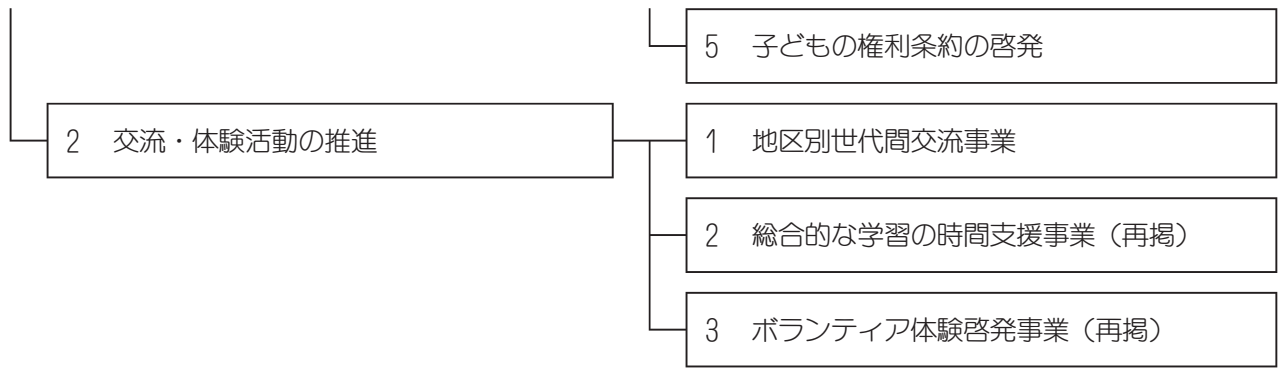 5 子どもの権利条約の啓発
2 交流・体験活動の推進
1 地区別世代間交流事業
2 総合的な学習の時間支援事業（再掲）
3 ボランティア体験啓発事業（再掲）